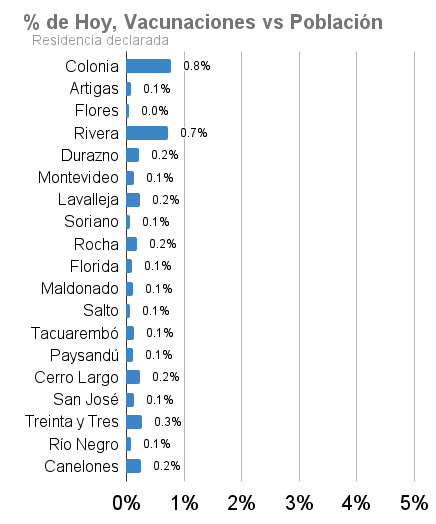 % de Hoy, Vacunaciones vs Población
Residencia declarada
Colonia 0.8%
Artigas 0.1%
Flores 0.0%
Rivera 0.7%
Durazno 0.2%
Montevideo 0.1%
Lavalleja 0.2%
Soriano 0.1%
Rocha 0.2%
Florida 0.1%
Maldonado 0.1%
Salto 0.1%
Tacuarembó 0.1%
Paysandú 0.1%
Cerro Largo 0.2%
San José 0.1%
Treinta y Tres 0.3%
Río Negro 0.1%
Canelones 0.2%
0% 1% 2% 3% 4% 5%